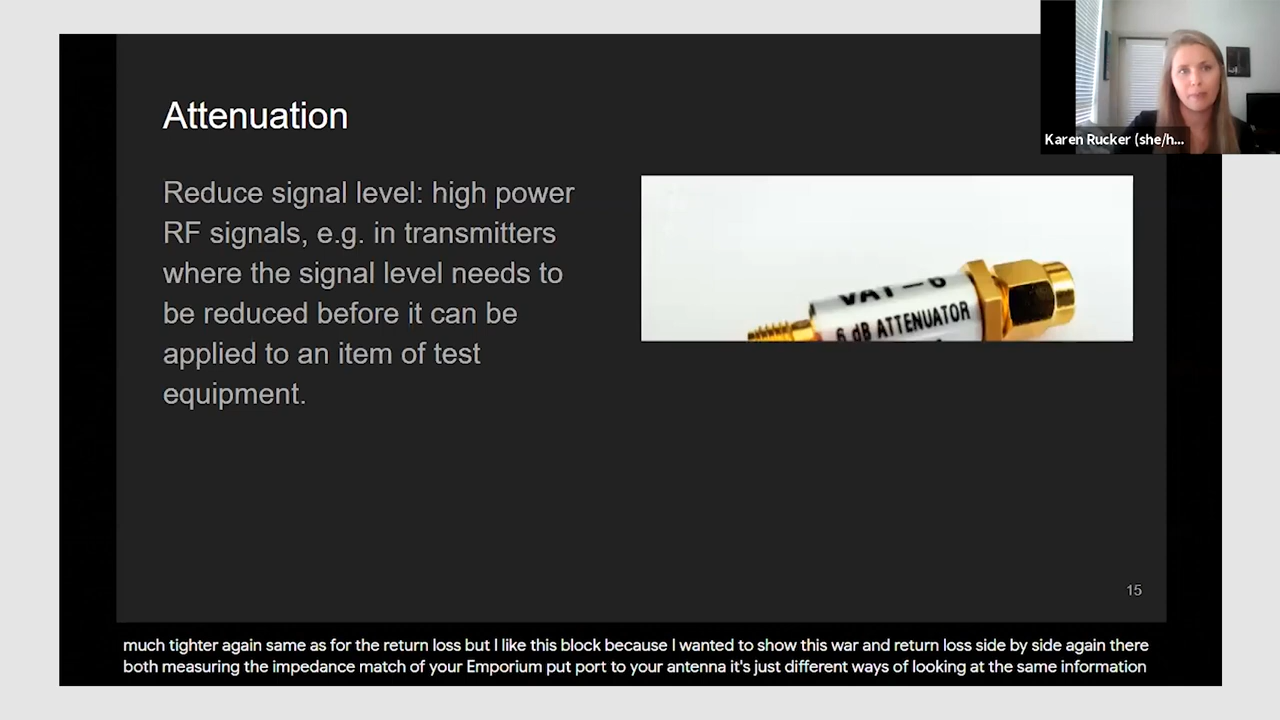 Attenuation
Reduce signal level: high power
RF signals, e.g. in transmitters
where the signal level needs to
be reduced before it can be
applied to an item of test
equipment.
VAT-6
6 dB ATTENUATOR
Karen Rucker (she/h...
15
much tighter again same as for the return loss but I like this block because I wanted to show this war and return loss side by side again there
both measuring the impedance match of your Emporium put port to your antenna it's just different ways of looking at the same information